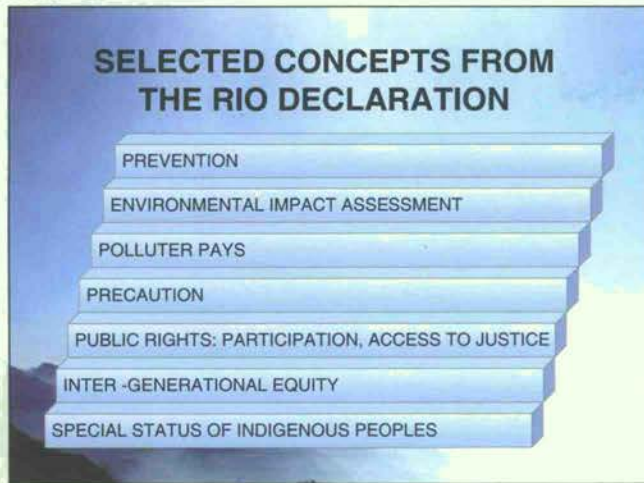 SELECTED CONCEPTS FROM
THE RIO DECLARATION
PREVENTION
ENVIRONMENTAL IMPACT ASSESSMENT
POLLUTER PAYS
PRECAUTION
PUBLIC RIGHTS: PARTICIPATION, ACCESS TO JUSTICE
INTER -GENERATIONAL EQUITY
SPECIAL STATUS OF INDIGENOUS PEOPLES